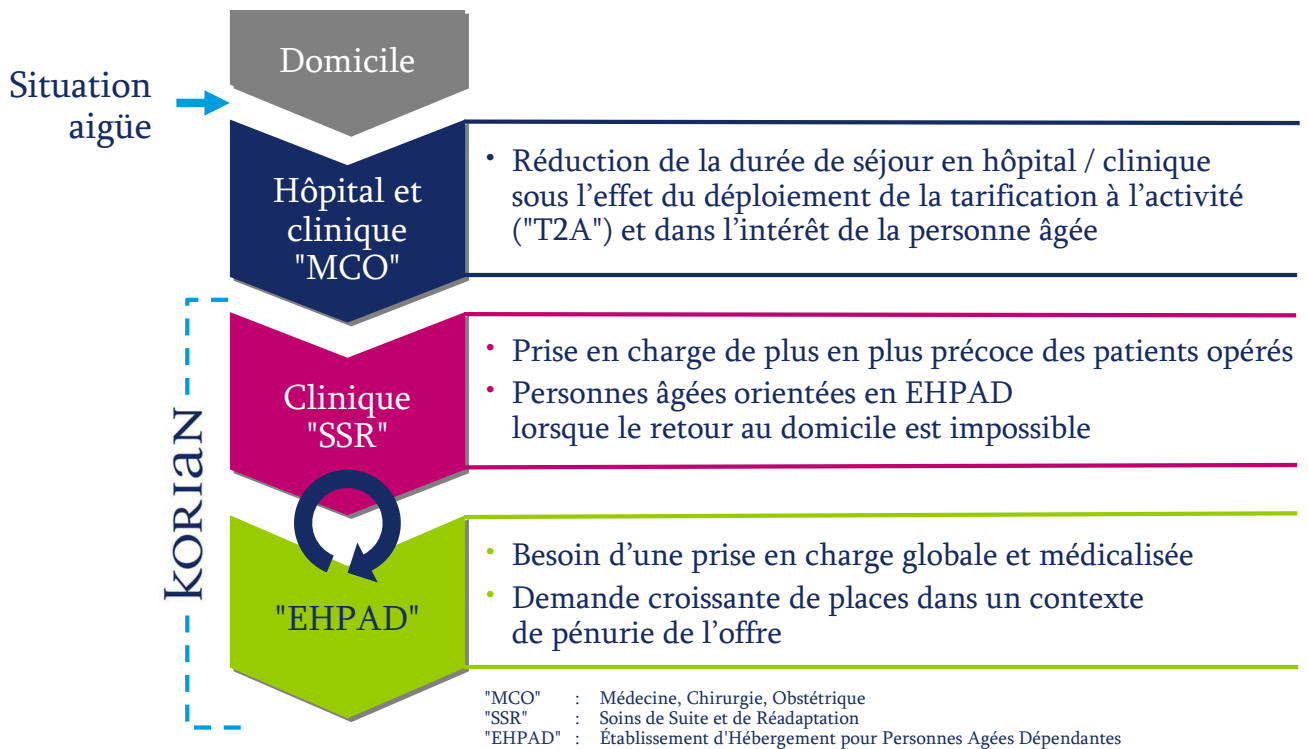 Domicile
Situation
aigüe
Hôpital et
clinique
"MCO"
• Réduction de la durée de séjour en hôpital / clinique
sous l'effet du déploiement de la tarification à l'activité
("T2A") et dans l'intérêt de la personne âgée
KORIAN
Clinique
"SSR"
• Prise en charge de plus en plus précoce des patients opérés
• Personnes âgées orientées en EHPAD
lorsque le retour au domicile est impossible
"EHPAD"
• Besoin d'une prise en charge globale et médicalisée
• Demande croissante de places dans un contexte
de pénurie de l'offre
"MCO" : Médecine, Chirurgie, Obstétrique
"SSR" : Soins de Suite et de Réadaptation
"EHPAD" : Établissement d'Hébergement pour Personnes Agées Dépendantes